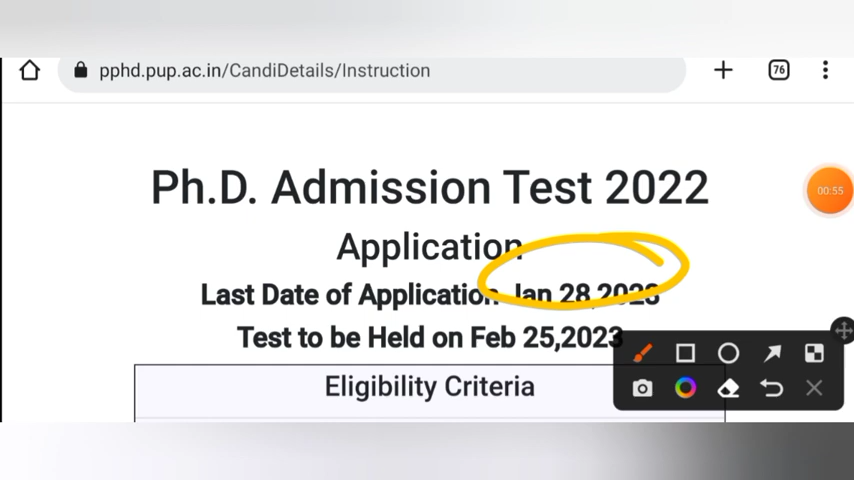 pphd.pup.ac.in/CandiDetails/Instruction
76
Ph.D. Admission Test 2022
00:55
Application
Last Date of Application Jan 28,2023
Test to be Held on Feb 25,2023
Eligibility Criteria